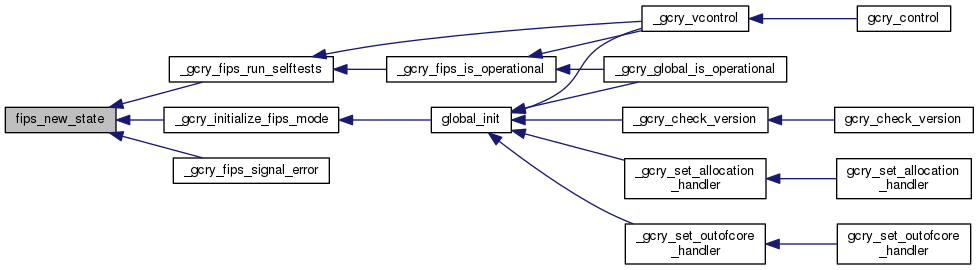 _gcry_vcontrol
gcry_control
_gcry_fips_run_selftests
_gcry_fips_is_operational
_gcry_global_is_operational
fips_new_state
_gcry_initialize_fips_mode
global_init
_gcry_check_version
gcry_check_version
_gcry_fips_signal_error
_gcry_set_allocation
_handler
gcry_set_allocation
_handler
_gcry_set_outofcore
_handler
gcry_set_outofcore
_handler